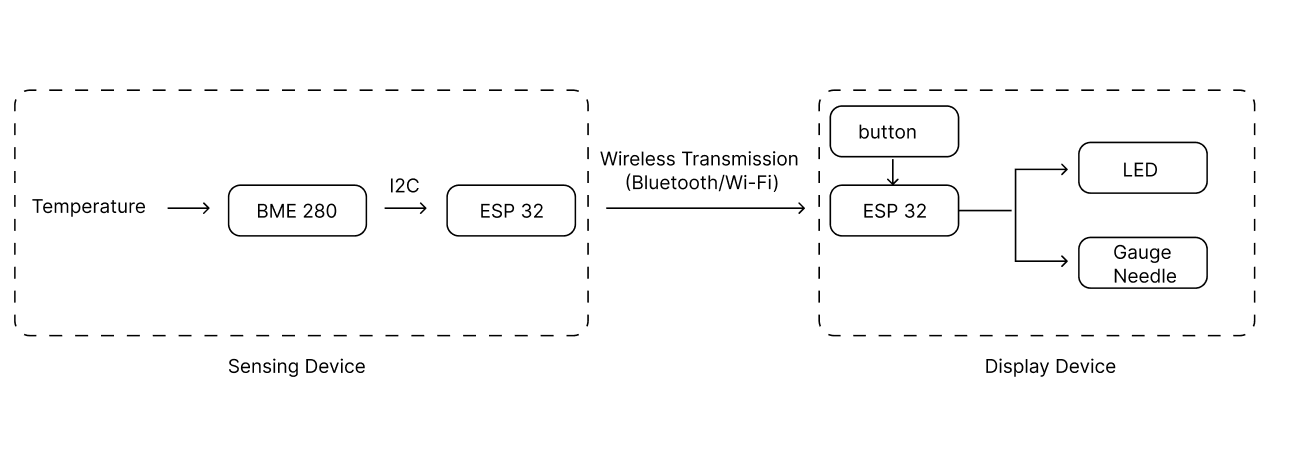 Temperature
BME 280
I2C
ESP 32
Sensing Device
Wireless Transmission
(Bluetooth/Wi-Fi)
button
ESP 32
LED
Gauge
Needle
Display Device